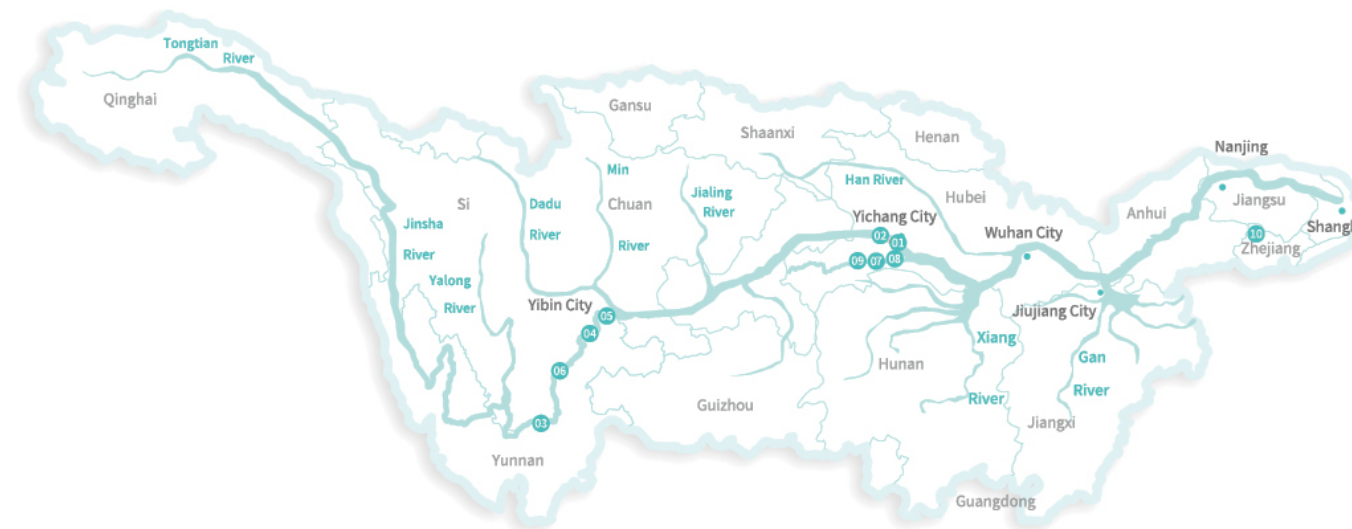 Tongtian
River
Qinghai
Gansu
Shaanxi
Henan
Nanjing
Min
Jialing
River
Han River
Hubei
Jiangsu
Si
Dadu
Chuan
Yichang City
Anhui
Jinsha
River
River
River
02
01
Wuhan City
10
Zhejiang
Yalong
River
09
07
08
Yibin City
05
04
Jiujiang City
06
Xiang
River
Hunan
Gan
River
Guizhou
03
Jiangxi
Yunnan
Guangdong